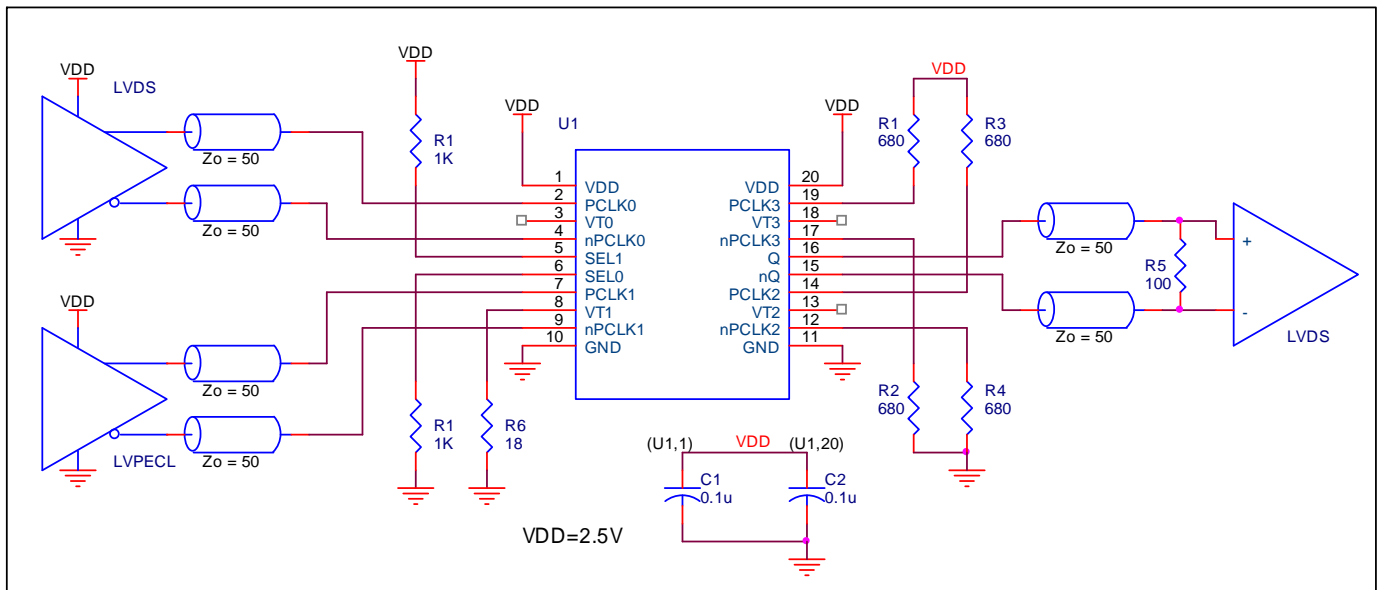 VDD
LVDS
Zo = 50
Zo = 50
VDD
LVPECL
Zo = 50
Zo = 50
VDD
R1
1K
R1
1K
R6
18
VDD
U1
1
VDD
2
PCLK0
3
VT0
4
nPCLK0
5
SEL1
6
SEL0
7
PCLK1
8
VT1
9
nPCLK1
10
GND
20
VDD
19
PCLK3
18
VT3
17
nPCLK3
16
Q
15
nQ
14
PCLK2
13
VT2
12
nPCLK2
11
GND
VDD
VDD
R1
680
R3
680
R2
680
R4
680
Zo = 50
Zo = 50
R5
100
+
-
LVDS
(U1,1)
VDD
(U1,20)
C1
0.1u
C2
0.1u
VDD=2.5V